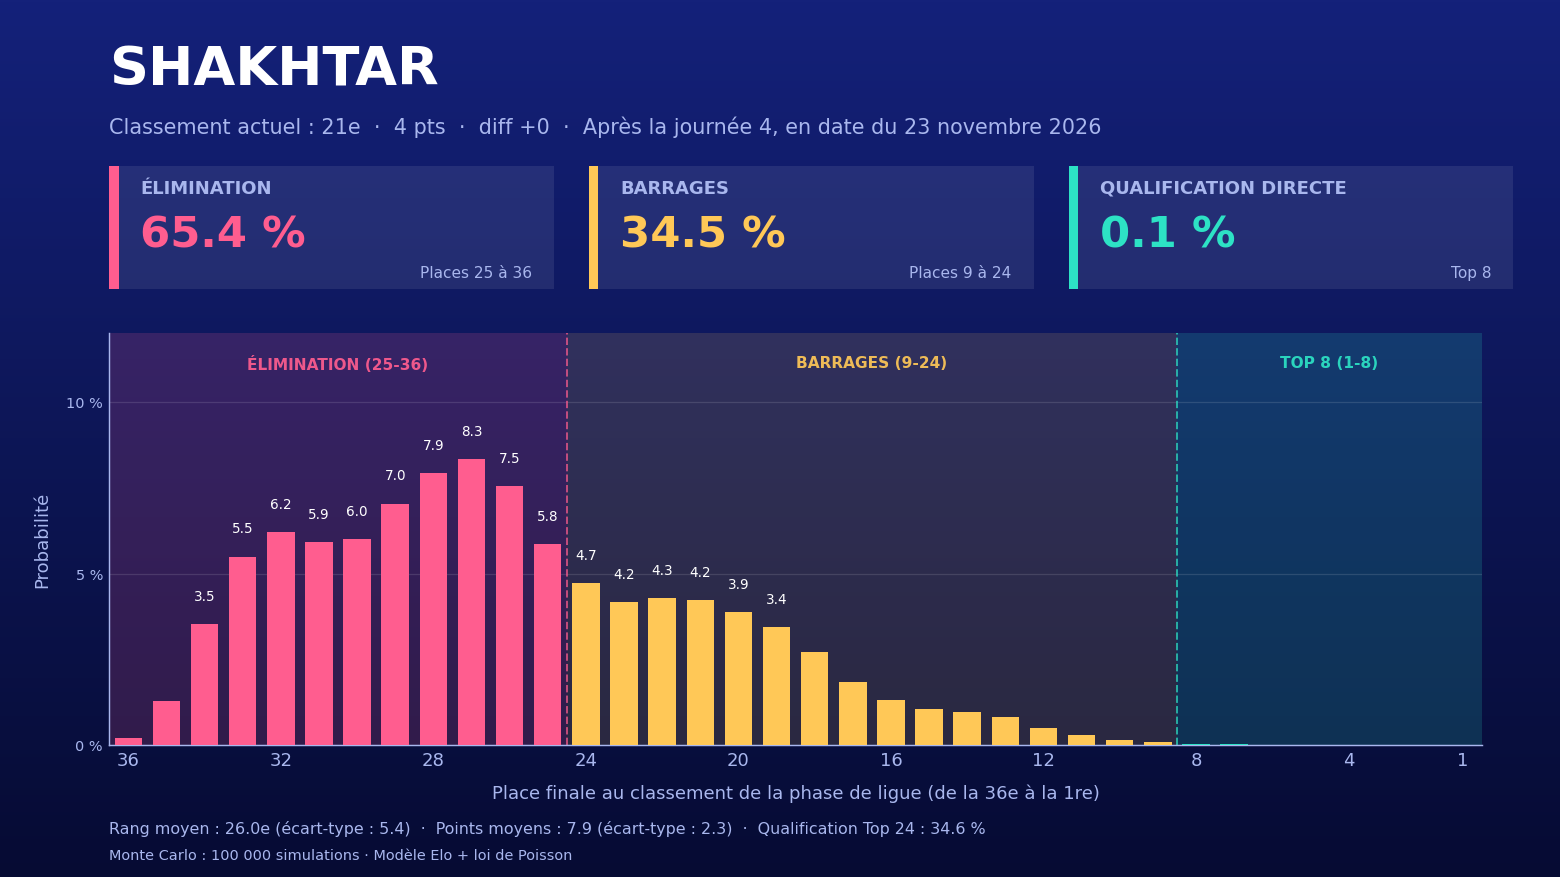 SHAKHTAR
Classement actuel : 21e · 4 pts · diff +0 · Après la journée 4, en date du 23 novembre 2026
ÉLIMINATION
65.4 %
Places 25 à 36
BARRAGES
34.5 %
Places 9 à 24
QUALIFICATION DIRECTE
0.1 %
Top 8
ÉLIMINATION (25-36)
BARRAGES (9-24)
TOP 8 (1-8)
Probabilité
10 %
5 %
0 %
3.5
5.5
6.2
5.9
6.0
7.0
7.9
8.3
7.5
5.8
4.7
4.2
4.3
4.2
3.9
3.4
36 32 28 24 20 16 12 8 4 1
Place finale au classement de la phase de ligue (de la 36e à la 1re)
Rang moyen : 26.0e (écart-type : 5.4) · Points moyens : 7.9 (écart-type : 2.3) · Qualification Top 24 : 34.6 %
Monte Carlo : 100 000 simulations · Modèle Elo + loi de Poisson